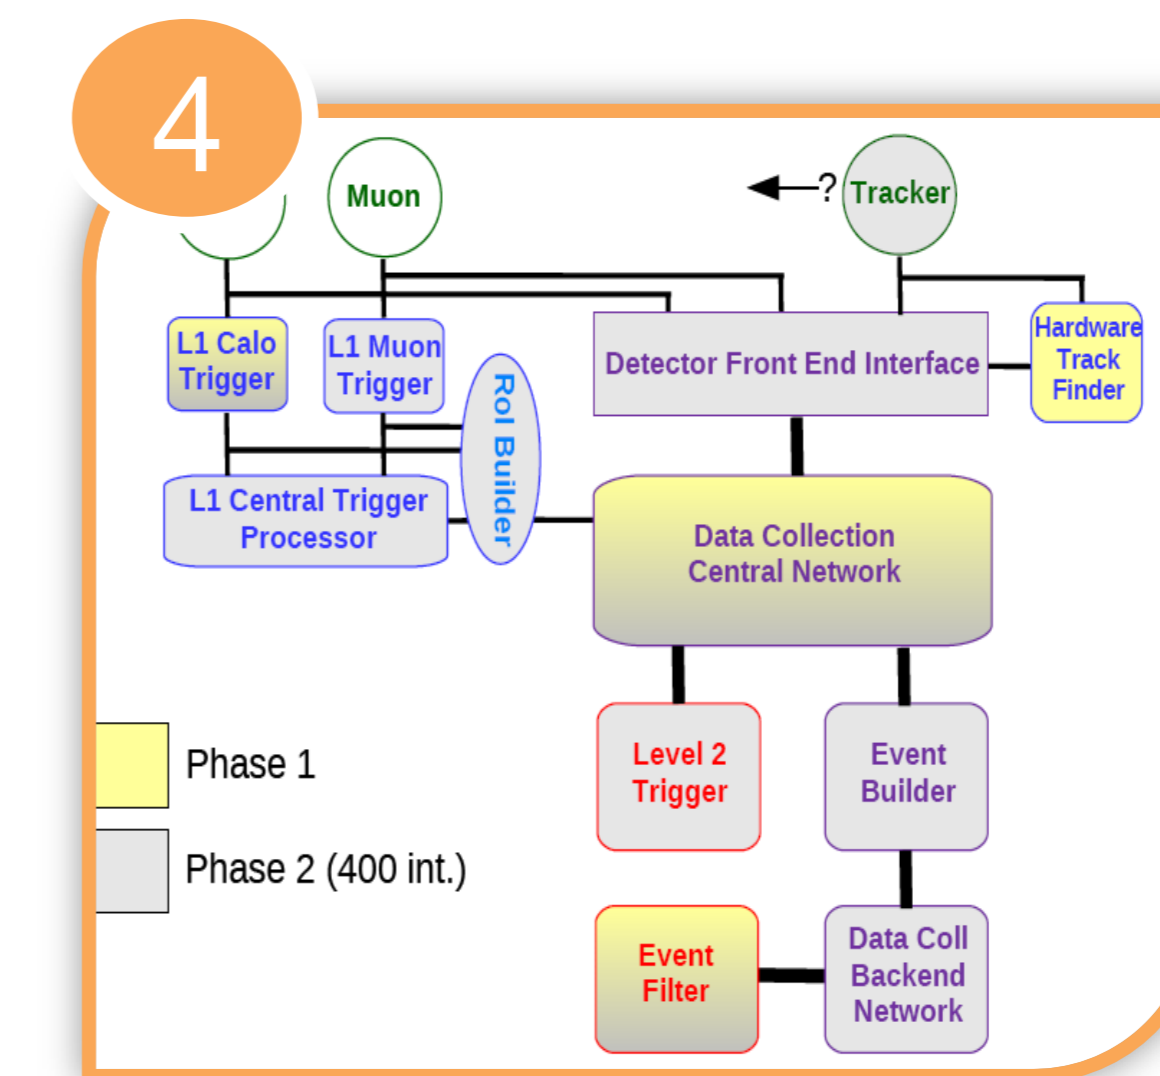 4
Muon
?
Tracker
L1 Calo
Trigger
L1 Muon
Trigger
RoI Builder
Detector Front End Interface
Hardware
Track
Finder
L1 Central Trigger
Processor
Data Collection
Central Network
Level 2
Trigger
Event
Builder
Phase 1
Phase 2 (400 int.)
Event
Filter
Data Coll
Backend
Network